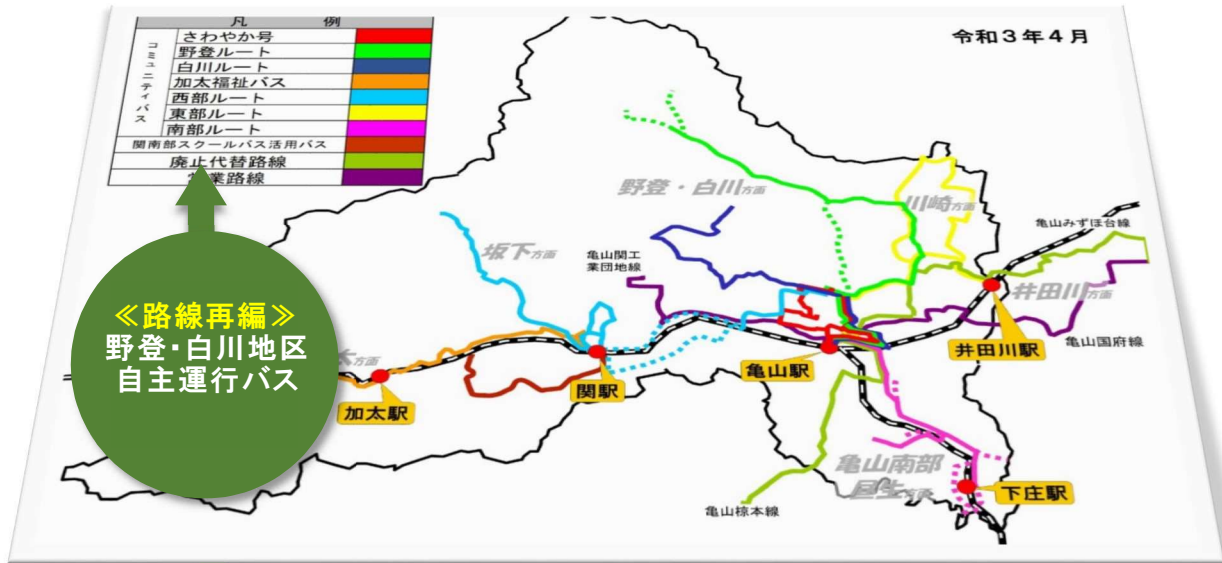 凡 例
令和3年4月
コミュニティバス
さわやか号
野登ルート
白川ルート
加太福祉バス
西部ルート
東部ルート
南部ルート
関南部スクールバス活用バス
廃止代替路線
業路線
野登・白川方面
川崎方面
亀山みずほ台線
坂下方面
亀山関工
業団地線
井田川方面
≪路線再編≫
野登・白川地区
自主運行バス
方面
亀山国府線
井田川駅
亀山駅
関駅
加太駅
亀山南部
方面
下庄駅
亀山椋本線